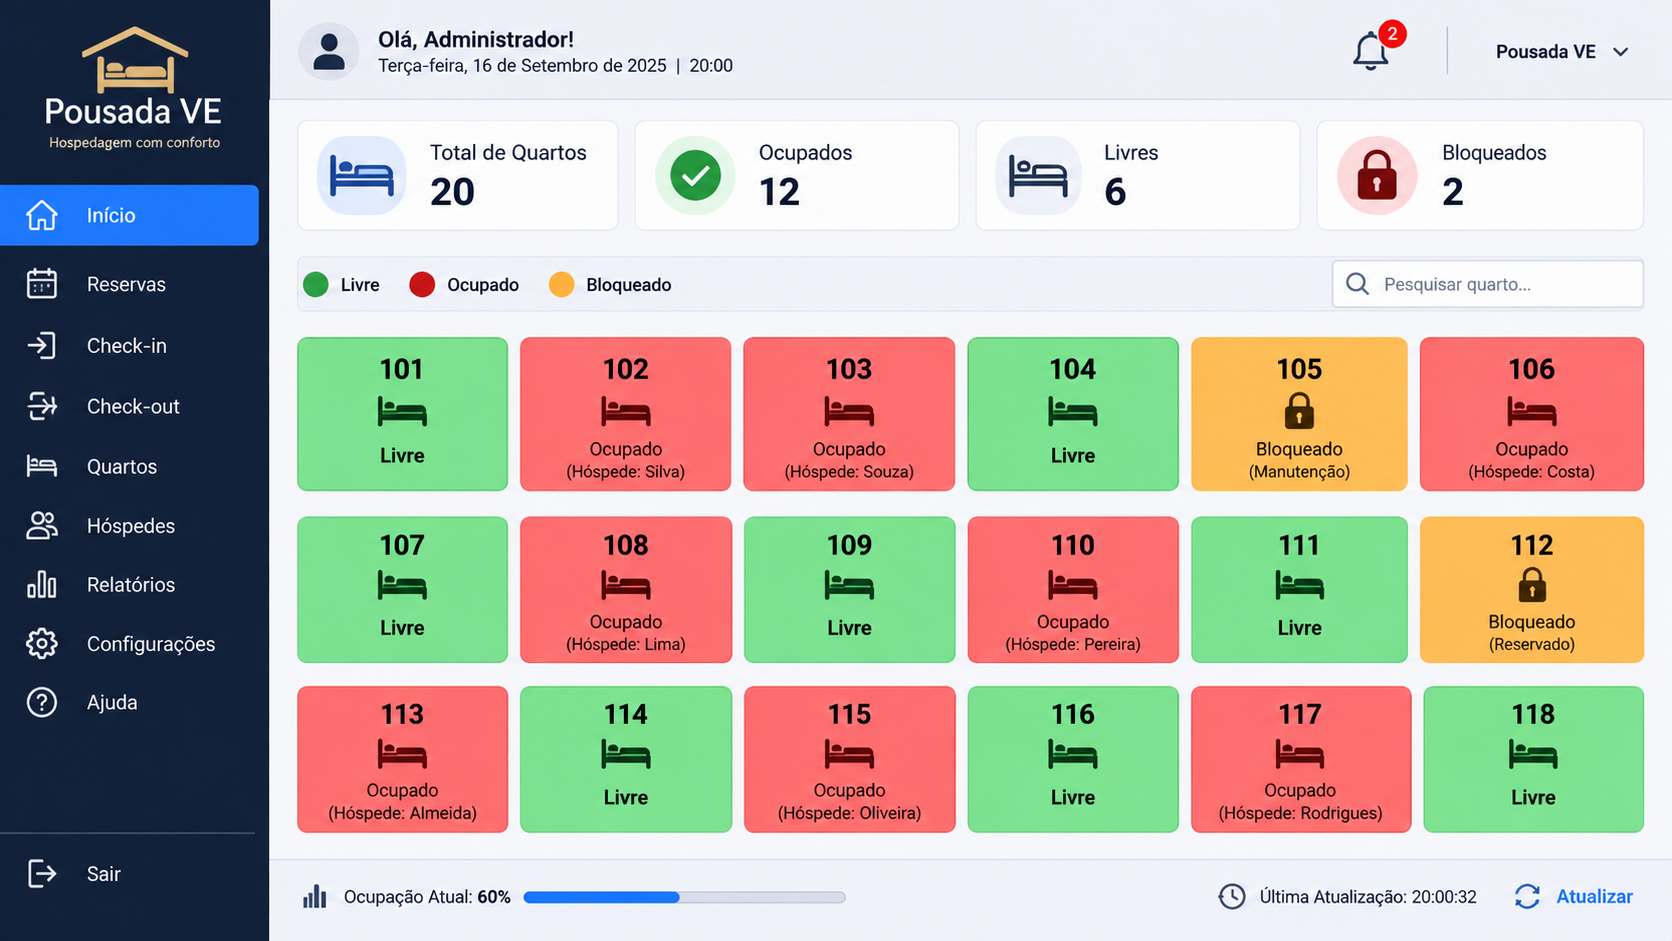 Pousada VE
Hospedagem com conforto
Início
Reservas
Check-in
Check-out
Quartos
Hóspedes
Relatórios
Configurações
Ajuda
Sair
Olá, Administrador!
Terça-feira, 16 de Setembro de 2025 | 20:00
2
Pousada VE
Total de Quartos
20
Ocupados
12
Livres
6
Bloqueados
2
Livre
Ocupado
Bloqueado
Pesquisar quarto...
101
Livre
102
Ocupado
(Hóspede: Silva)
103
Ocupado
(Hóspede: Souza)
104
Livre
105
Bloqueado
(Manutenção)
106
Ocupado
(Hóspede: Costa)
107
Livre
108
Ocupado
(Hóspede: Lima)
109
Livre
110
Ocupado
(Hóspede: Pereira)
111
Livre
112
Bloqueado
(Reservado)
113
Ocupado
(Hóspede: Almeida)
114
Livre
115
Ocupado
(Hóspede: Oliveira)
116
Livre
117
Ocupado
(Hóspede: Rodrigues)
118
Livre
Ocupação Atual: 60%
Última Atualização: 20:00:32
Atualizar